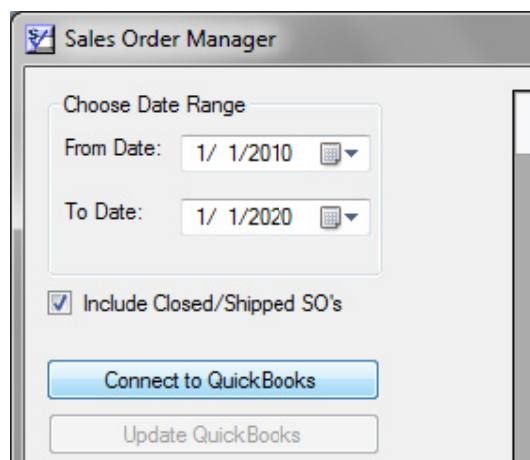 Sales Order Manager
Choose Date Range
From Date: 1/ 1/2010
To Date: 1/ 1/2020
Include Closed/Shipped SO's
Connect to QuickBooks
Update QuickBooks